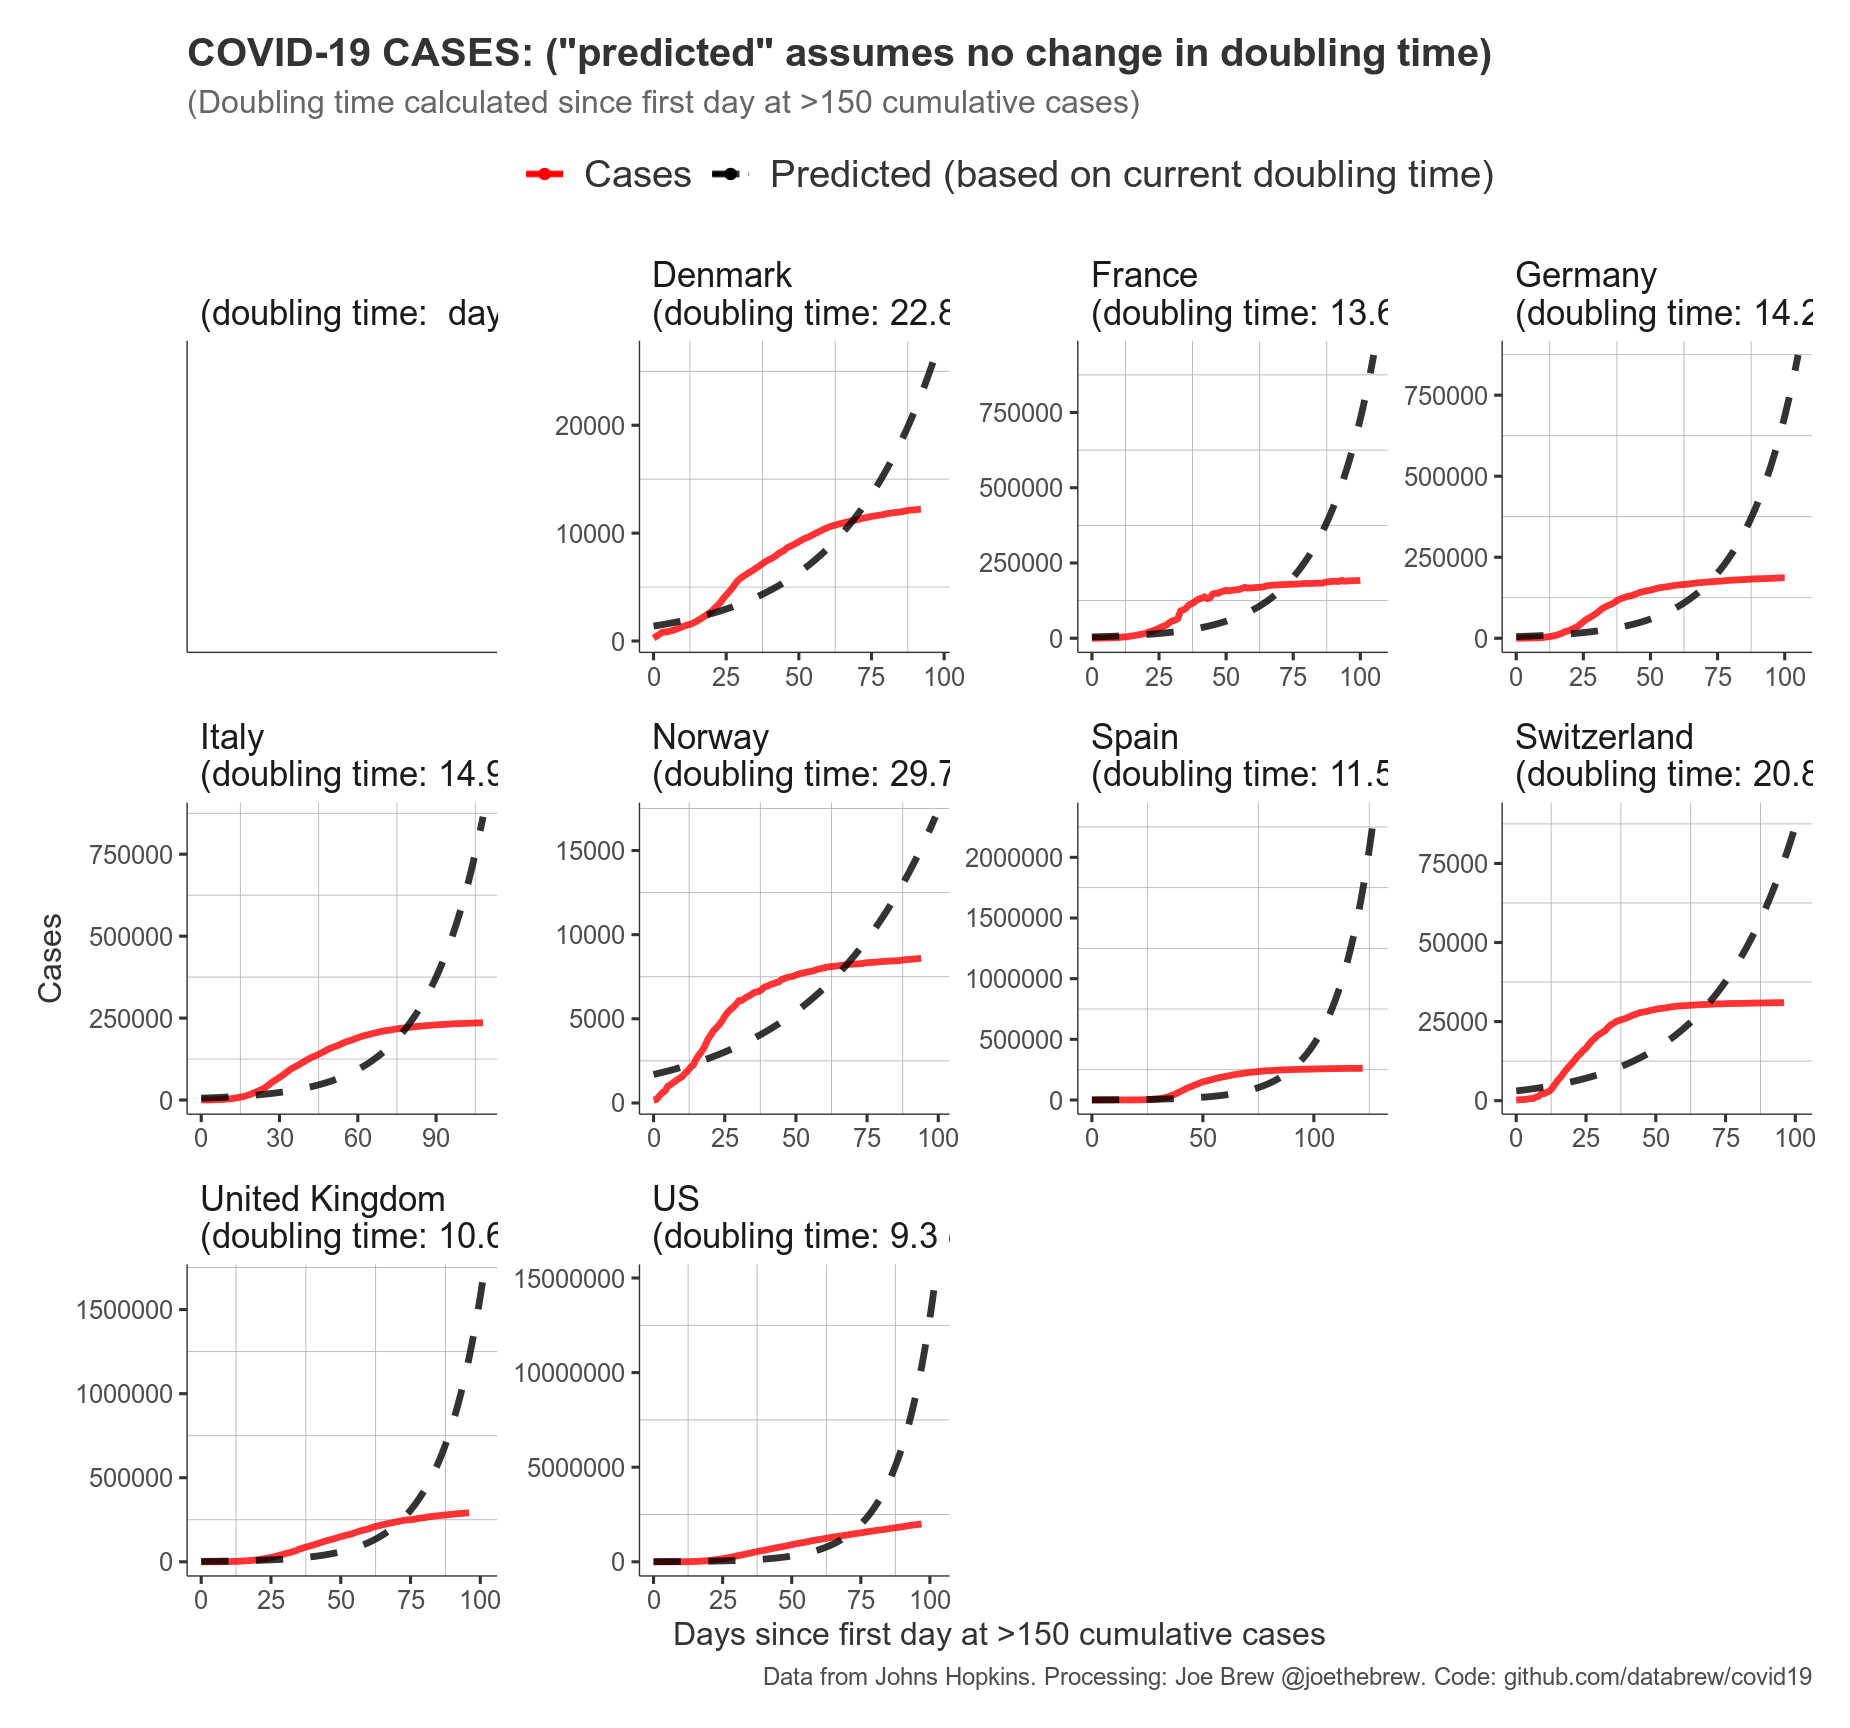 COVID-19 CASES: ("predicted" assumes no change in doubling time)
(Doubling time calculated since first day at >150 cumulative cases)
Cases Predicted (based on current doubling time)
(doubling time:  day
Denmark
(doubling time: 22.8
France
(doubling time: 13.6
Germany
(doubling time: 14.2
20000
10000
0
0 25 50 75 100
750000
500000
250000
0
0 25 50 75 100
750000
500000
250000
0
0 25 50 75 100
Cases
Italy
(doubling time: 14.9
750000
500000
250000
0
0 30 60 90
Norway
(doubling time: 29.7
15000
10000
5000
0
0 25 50 75 100
Spain
(doubling time: 11.5
2000000
1500000
1000000
500000
0
0 50 100
Switzerland
(doubling time: 20.8
75000
50000
25000
0
0 25 50 75 100
United Kingdom
(doubling time: 10.6
1500000
1000000
500000
0
0 25 50 75 100
US
(doubling time: 9.3
15000000
10000000
5000000
0
0 25 50 75 100
Days since first day at >150 cumulative cases
Data from Johns Hopkins. Processing: Joe Brew @joethebrew. Code: github.com/databrew/covid19